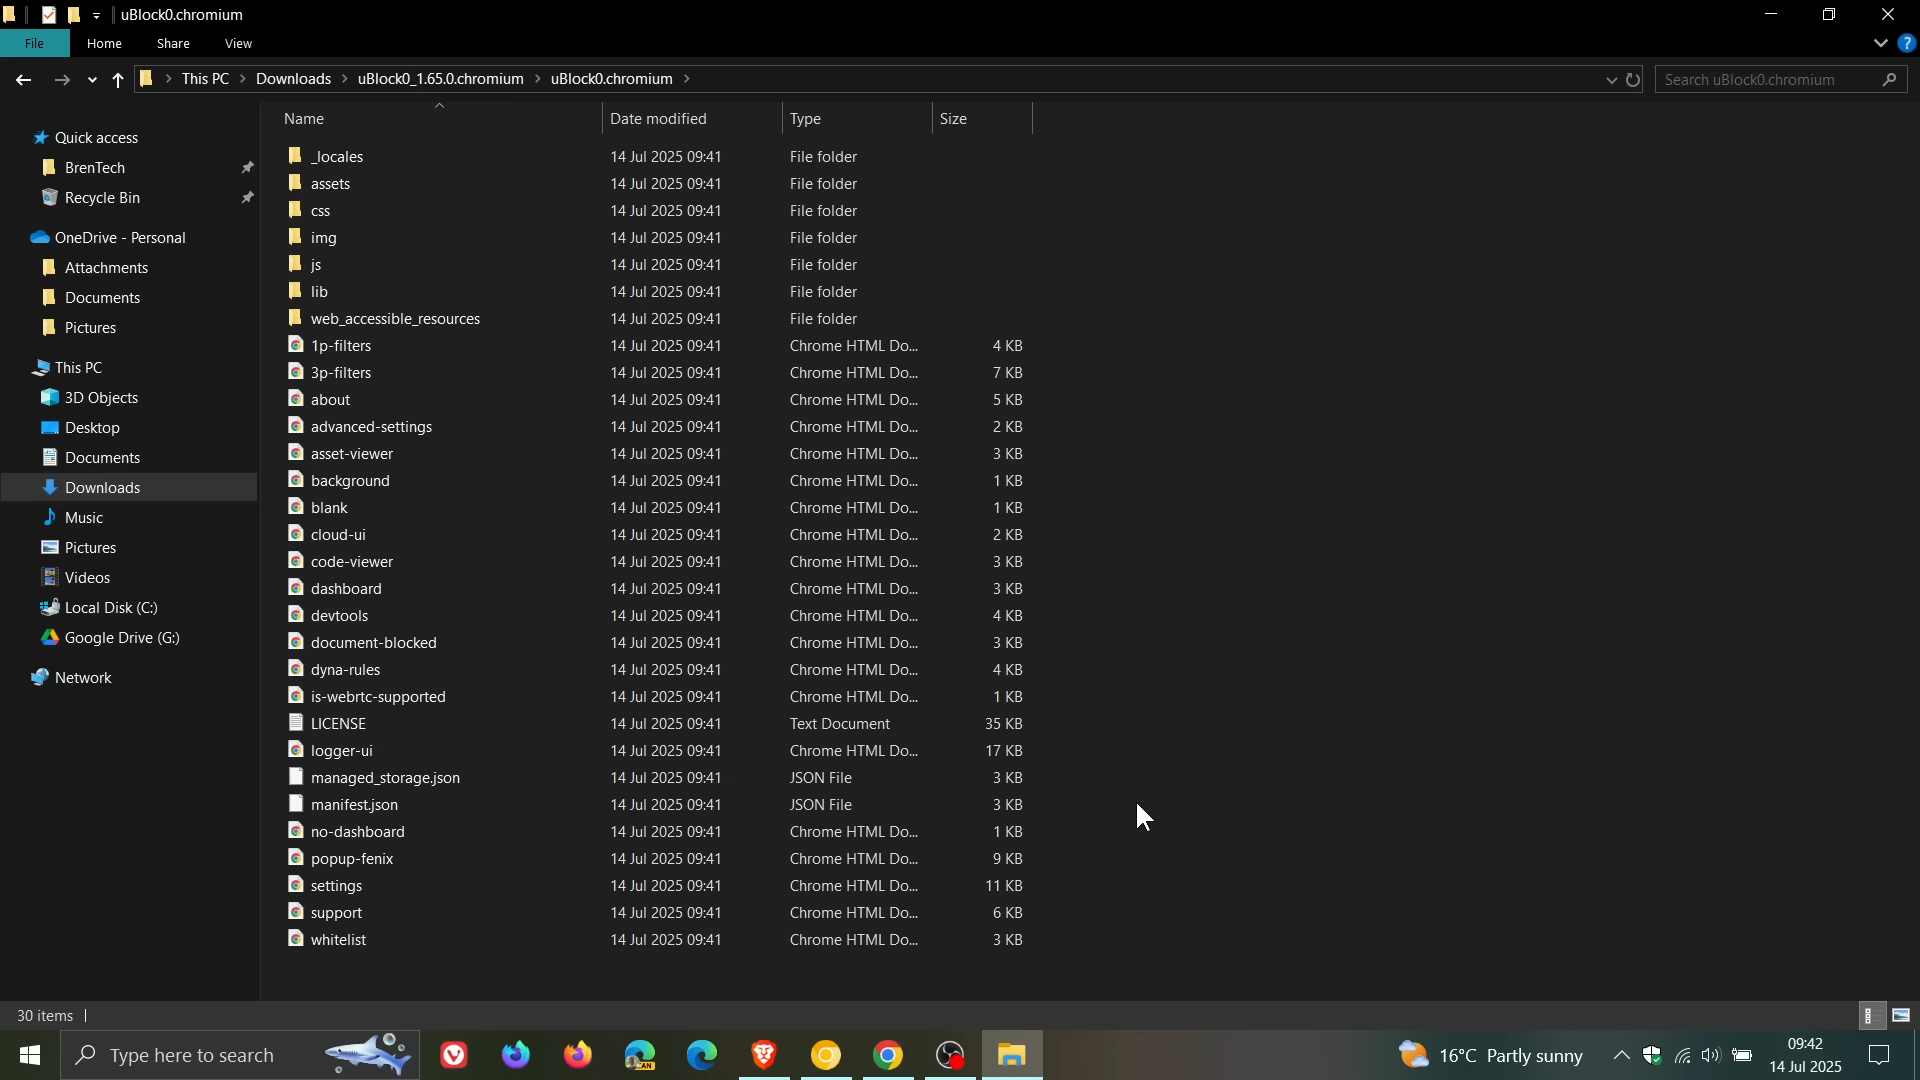 uBlock0.chromium
File Home Share View
This PC Downloads uBlock0_1.65.0.chromium uBlock0.chromium
Search uBlock0.chromium
Quick access
BrenTech
Recycle Bin
OneDrive - Personal
Attachments
Documents
Pictures
This PC
3D Objects
Desktop
Documents
Downloads
Music
Pictures
Videos
Local Disk (C:)
Google Drive (G:)
Network
Name Date modified Type Size
_locales 14 Jul 2025 09:41 File folder
assets 14 Jul 2025 09:41 File folder
css 14 Jul 2025 09:41 File folder
img 14 Jul 2025 09:41 File folder
js 14 Jul 2025 09:41 File folder
lib 14 Jul 2025 09:41 File folder
web_accessible_resources 14 Jul 2025 09:41 File folder
1p-filters 14 Jul 2025 09:41 Chrome HTML Do... 4 KB
3p-filters 14 Jul 2025 09:41 Chrome HTML Do... 7 KB
about 14 Jul 2025 09:41 Chrome HTML Do... 5 KB
advanced-settings 14 Jul 2025 09:41 Chrome HTML Do... 2 KB
asset-viewer 14 Jul 2025 09:41 Chrome HTML Do... 3 KB
background 14 Jul 2025 09:41 Chrome HTML Do... 1 KB
blank 14 Jul 2025 09:41 Chrome HTML Do... 1 KB
cloud-ui 14 Jul 2025 09:41 Chrome HTML Do... 2 KB
code-viewer 14 Jul 2025 09:41 Chrome HTML Do... 3 KB
dashboard 14 Jul 2025 09:41 Chrome HTML Do... 3 KB
devtools 14 Jul 2025 09:41 Chrome HTML Do... 4 KB
document-blocked 14 Jul 2025 09:41 Chrome HTML Do... 3 KB
dyna-rules 14 Jul 2025 09:41 Chrome HTML Do... 4 KB
is-webrtc-supported 14 Jul 2025 09:41 Chrome HTML Do... 1 KB
LICENSE 14 Jul 2025 09:41 Text Document 35 KB
logger-ui 14 Jul 2025 09:41 Chrome HTML Do... 17 KB
managed_storage.json 14 Jul 2025 09:41 JSON File 3 KB
manifest.json 14 Jul 2025 09:41 JSON File 3 KB
no-dashboard 14 Jul 2025 09:41 Chrome HTML Do... 1 KB
popup-fenix 14 Jul 2025 09:41 Chrome HTML Do... 9 KB
settings 14 Jul 2025 09:41 Chrome HTML Do... 11 KB
support 14 Jul 2025 09:41 Chrome HTML Do... 6 KB
whitelist 14 Jul 2025 09:41 Chrome HTML Do... 3 KB
30 items
Type here to search
CAN
16°C Partly sunny
09:42
14 Jul 2025